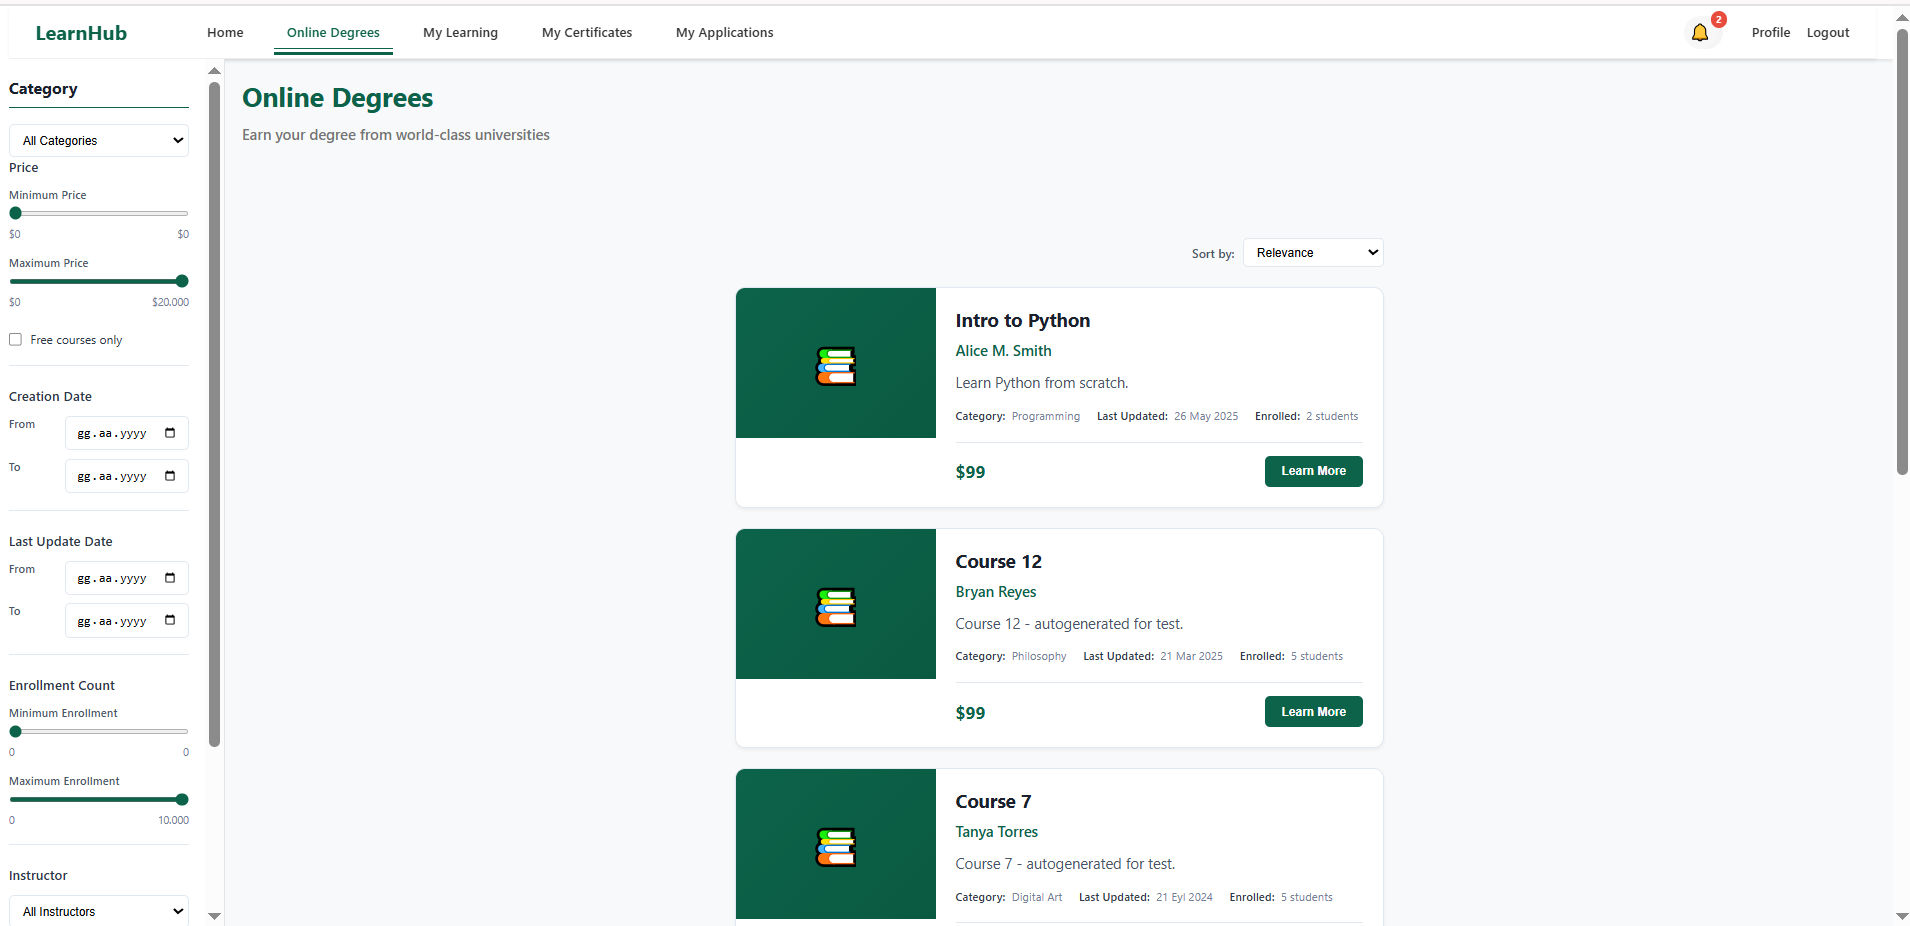 LearnHub
Home
Online Degrees
My Learning
My Certificates
My Applications
2
Profile
Logout
Category
All Categories
Price
Minimum Price
$0 $0
Maximum Price
$0 $20.000
Free courses only
Creation Date
From gg.aa.yyyy
To gg.aa.yyyy
Last Update Date
From gg.aa.yyyy
To gg.aa.yyyy
Enrollment Count
Minimum Enrollment
0 0
Maximum Enrollment
0 10.000
Instructor
All Instructors
Online Degrees
Earn your degree from world-class universities
Sort by: Relevance
Intro to Python
Alice M. Smith
Learn Python from scratch.
Category: Programming Last Updated: 26 May 2025 Enrolled: 2 students
$99 Learn More
Course 12
Bryan Reyes
Course 12 - autogenerated for test.
Category: Philosophy Last Updated: 21 Mar 2025 Enrolled: 5 students
$99 Learn More
Course 7
Tanya Torres
Course 7 - autogenerated for test.
Category: Digital Art Last Updated: 21 Eyl 2024 Enrolled: 5 students